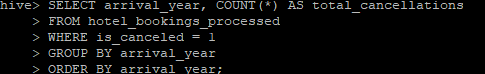 hive> SELECT arrival_year, COUNT(*) AS total_cancellations
    > FROM hotel_bookings_processed
    > WHERE is_canceled = 1
    > GROUP BY arrival_year
    > ORDER BY arrival_year;